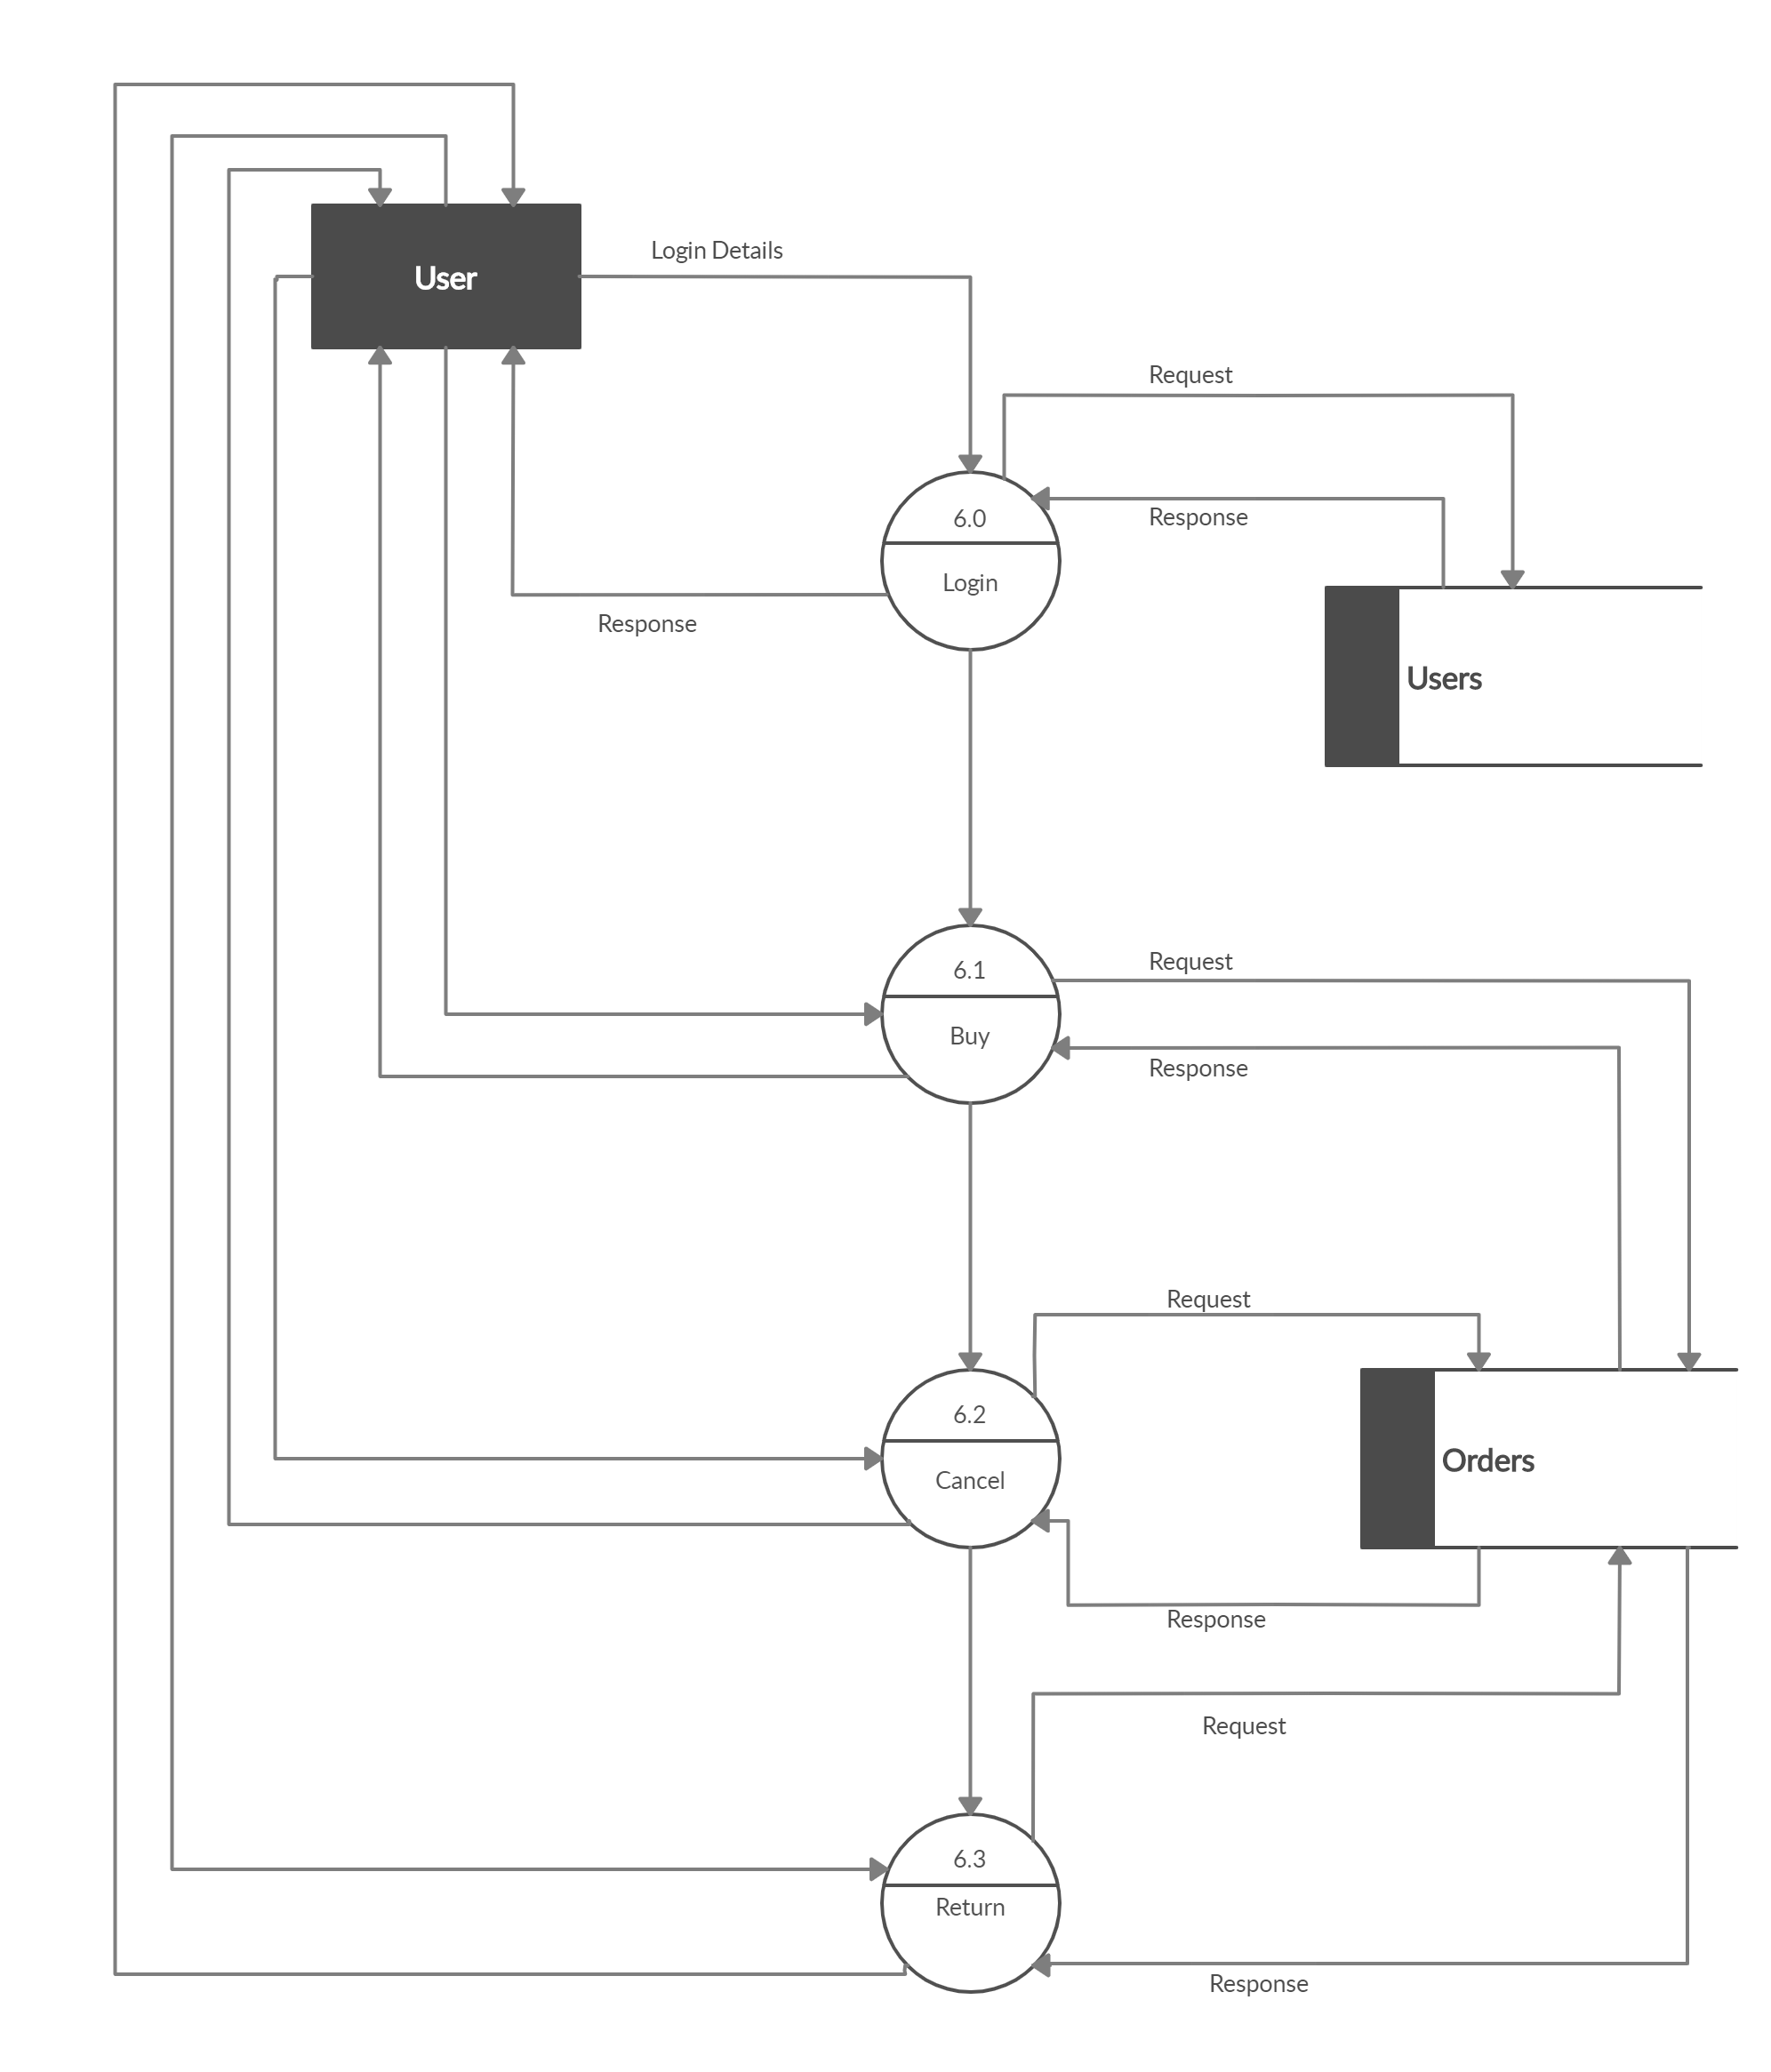 Login Details
User
Request
6.0
Response
Login
Response
Users
Request
6.1
Buy
Response
Request
6.2
Orders
Cancel
Response
Request
6.3
Return
Response